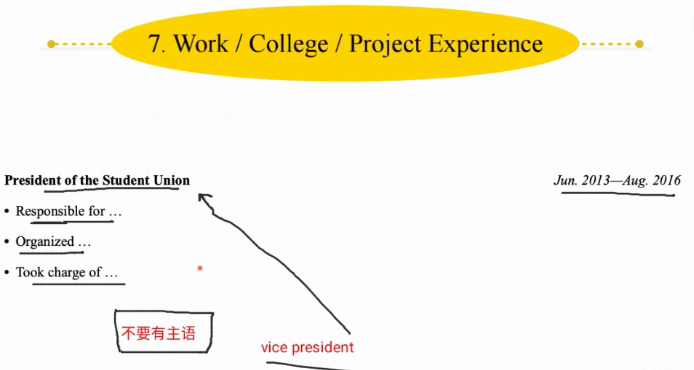 7. Work / College / Project Experience
President of the Student Union Jun. 2013—Aug. 2016
• Responsible for …
• Organized …
• Took charge of …
不要有主语
vice president